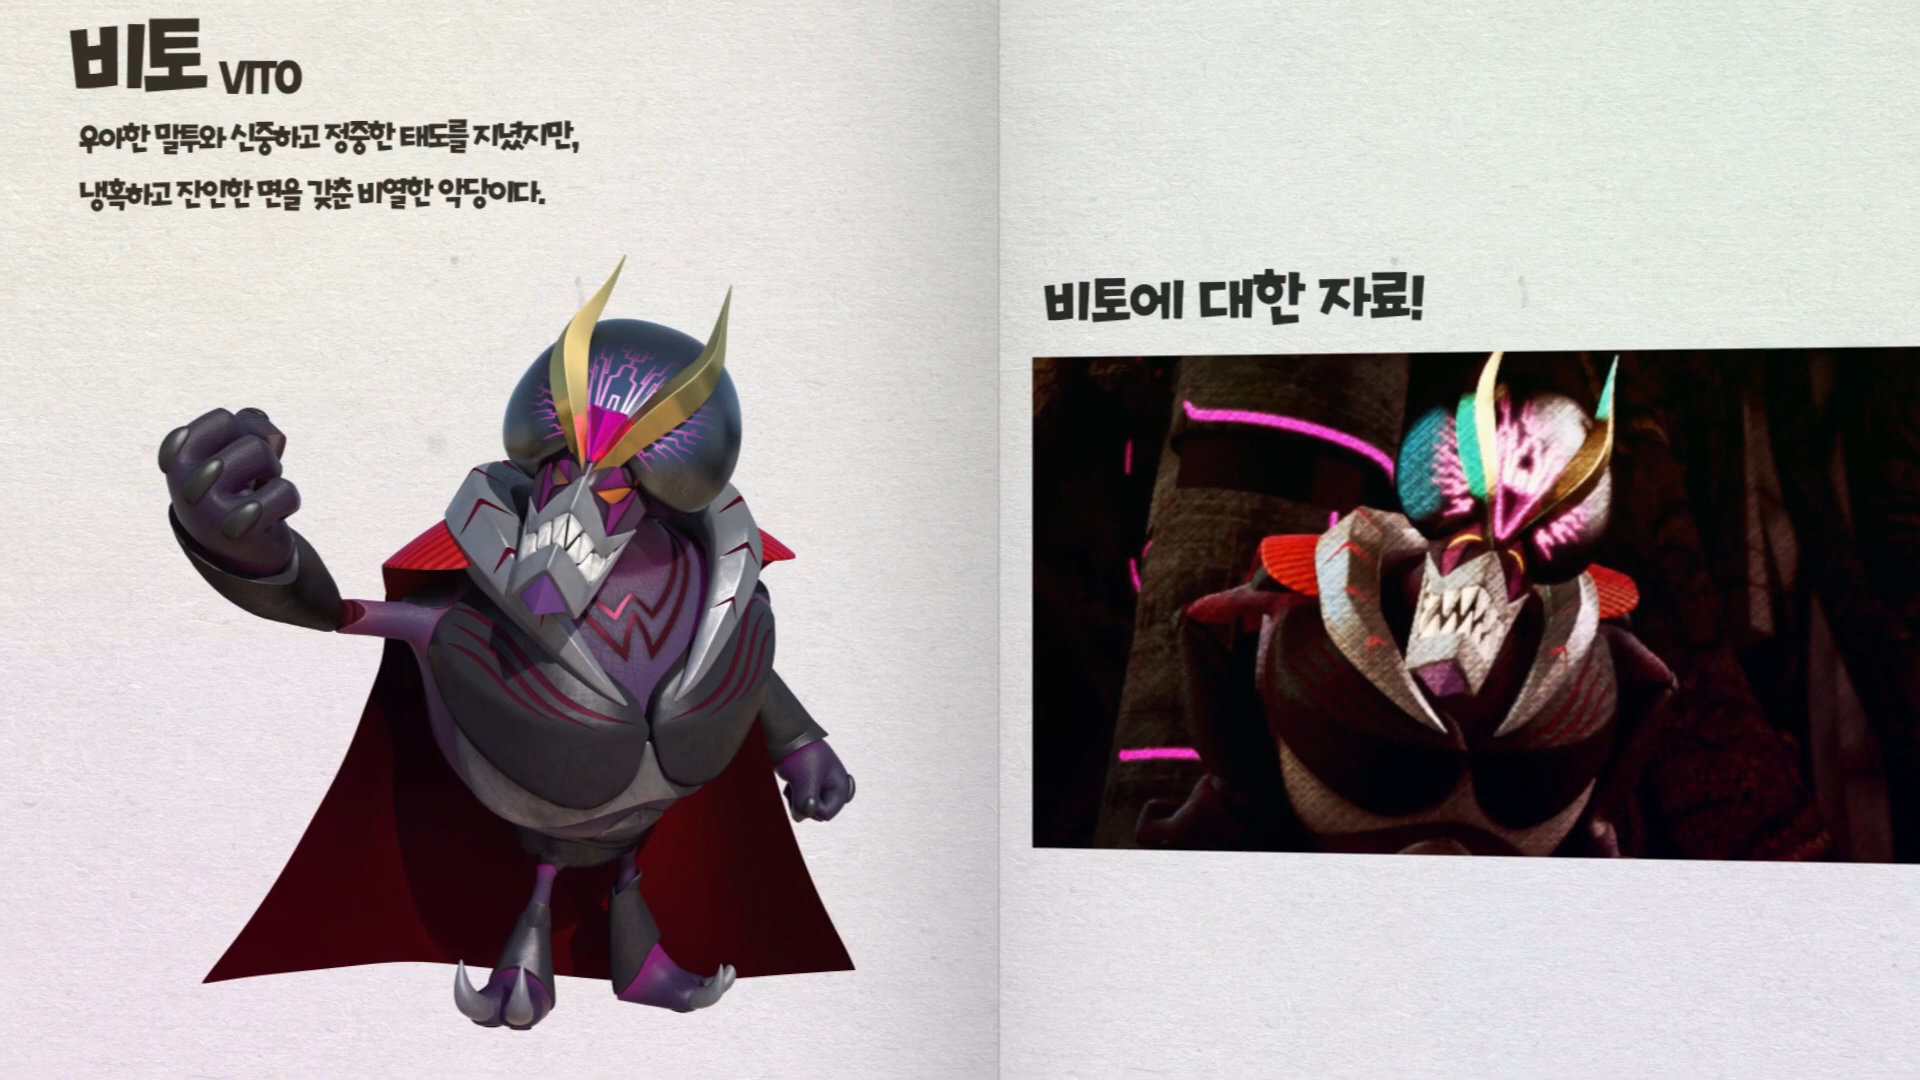 비토 VITO
우아한 말투와 신중하고 정중한 태도를 지녔지만,
냉혹하고 잔인한 면을 갖춘 비열한 악당이다.
비토에 대한 자료!